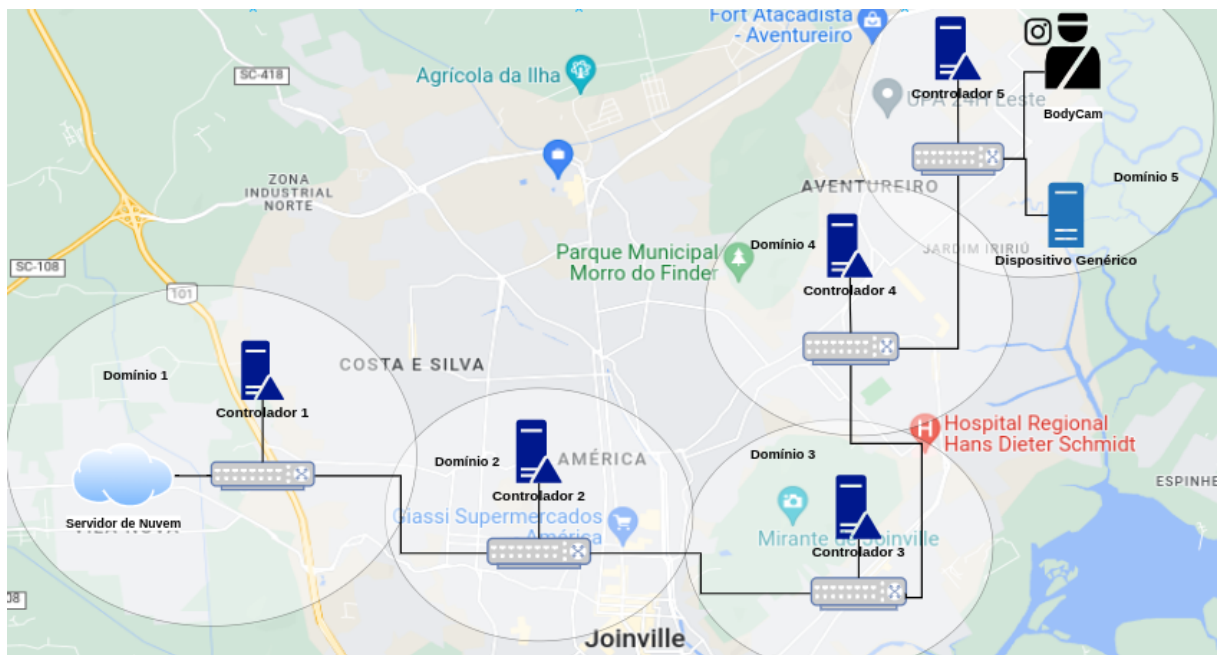 Fort Atacadista
- Aventureiro
SC-418
Agrícola da Ilha
Controlador 5
UPA 24H Leste
BodyCam
ZONA
INDUSTRIAL
NORTE
AVENTUREIRO
Domínio 5
Parque Municipal
Morro do Finder
Domínio 4
JARDIM IRIRIÚ
Dispositivo Genérico
SC-108
101
Controlador 4
COSTA E SILVA
Domínio 1
Controlador 1
Hospital Regional
Hans Dieter Schmidt
Domínio 2
AMÉRICA
Domínio 3
Controlador 2
ESPINHE
Servidor de Nuvem
VILA NOVA
Giassi Supermercados
- América
Mirante de Joinville
Controlador 3
08
Joinville